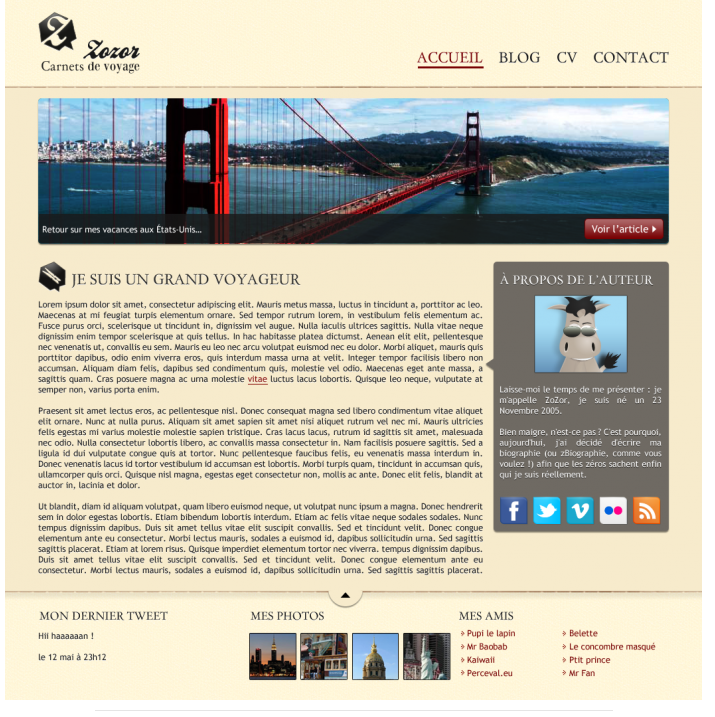 Z Zozor
Carnets de voyage
ACCUEIL BLOG CV CONTACT
Retour sur mes vacances aux États-Unis…
Voir l'article
JE SUIS UN GRAND VOYAGEUR
Lorem ipsum dolor sit amet, consectetur adipiscing elit. Mauris metus massa, luctus in tincidunt a, porttitor ac leo.
Maecenas at mi feugiat turpis elementum ornare. Sed tempor rutrum lorem, in vestibulum felis elementum ac.
Fusce purus orci, scelerisque ut tincidunt in, dignissim vel augue. Nulla iaculis ultrices sagittis. Nulla vitae neque
dignissim enim tempor scelerisque at quis tellus. In hac habitasse platea dictumst. Aenean elit elit, pellentesque
nec venenatis ut, convallis eu sem. Mauris eu leo nec arcu volutpat euismod nec eu dolor. Morbi aliquet, mauris quis
porttitor dapibus, odio enim viverra eros, quis interdum massa urna at velit. Integer tempor facilisis libero non
accumsan. Aliquam diam felis, dapibus sed condimentum quis, molestie vel odio. Maecenas eget ante massa, a
sagittis quam. Cras posuere magna ac urna molestie vitae luctus lacus lobortis. Quisque leo neque, vulputate at
semper non, varius porta enim.
Praesent sit amet lectus eros, ac pellentesque nisl. Donec consequat magna sed libero condimentum vitae aliquet
elit ornare. Nunc at nulla purus. Aliquam sit amet sapien sit amet nisi aliquet rutrum vel nec mi. Mauris ultricies
felis egestas mi varius molestie sapien tristique. Cras lacus lacus, rutrum id sagittis sit amet, malesuada
nec odio. Nulla consectetur lobortis libero, ac convallis massa consectetur in. Nam facilisis posuere sagittis. Sed a
ligula id dui vulputate congue quis at tortor. Nunc pellentesque faucibus felis, eu venenatis massa interdum in.
Donec venenatis lacus id tortor vestibulum id accumsan est lobortis. Morbi turpis quam, tincidunt in accumsan quis,
ullamcorper quis orci. Quisque nisl magna, egestas eget consectetur non, mollis ac ante. Donec elit felis, blandit at
auctor in, lacinia et dolor.
Ut blandit, diam id aliquam volutpat, quam libero euismod neque, ut volutpat nunc ipsum a magna. Donec hendrerit
sem in dolor egestas lobortis. Etiam bibendum lobortis interdum. Etiam ac felis vitae neque sodales sodales. Nunc
tempus dignissim dapibus. Duis sit amet tellus vitae elit suscipit convallis. Sed et tincidunt velit. Donec congue
elementum ante eu consectetur. Morbi lectus mauris, sodales a euismod id, dapibus sollicitudin urna. Sed sagittis
sagittis placerat. Etiam at lorem risus. Quisque imperdiet elementum tortor nec viverra. tempus dignissim dapibus.
Duis sit amet tellus vitae elit suscipit convallis. Sed et tincidunt velit. Donec congue elementum ante eu
consectetur. Morbi lectus mauris, sodales a euismod id, dapibus sollicitudin urna. Sed sagittis sagittis placerat.
À PROPOS DE L'AUTEUR
Laisse-moi le temps de me présenter : je
m'appelle ZoZor, je suis né un 23
Novembre 2005.
Bien maigre, n'est-ce pas ? C'est pourquoi,
aujourd'hui, j'ai décidé d'écrire ma
biographie (ou zBiographie, comme vous
voulez !) afin que les zéros sachent enfin
qui je suis réellement.
MON DERNIER TWEET
Hii haaaaaan !
le 12 mai à 23h12
MES PHOTOS
MES AMIS
Pupi le lapin
Mr Baobab
Kaiwaii
Perceval.eu
Belette
Le concombre masqué
Ptit prince
Mr Fan